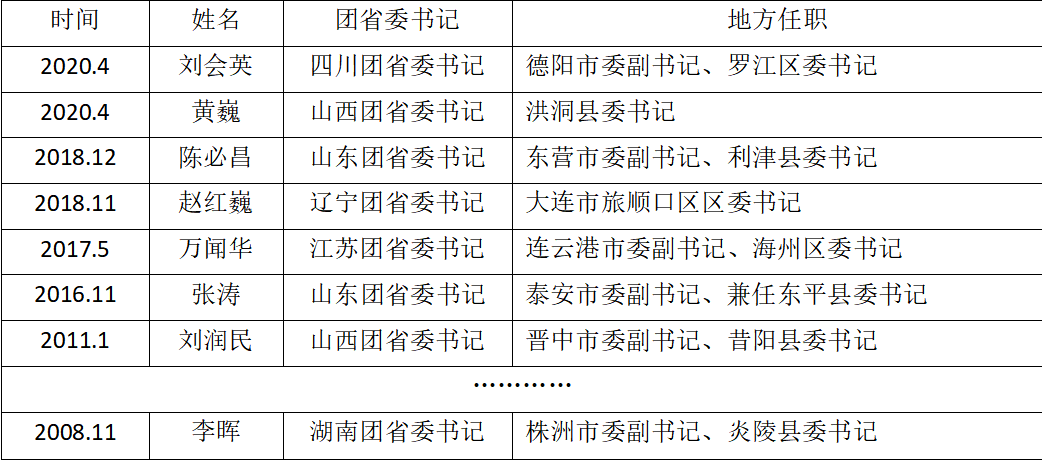 时间 姓名 团省委书记 地方任职
2020.4 刘会英 四川团省委书记 德阳市委副书记、罗江区委书记
2020.4 黄巍 山西团省委书记 洪洞县委书记
2018.12 陈必昌 山东团省委书记 东营市委副书记、利津县委书记
2018.11 赵红巍 辽宁团省委书记 大连市旅顺口区区委书记
2017.5 万闻华 江苏团省委书记 连云港市委副书记、海州区委书记
2016.11 张涛 山东团省委书记 泰安市委副书记、兼任东平县委书记
2011.1 刘润民 山西团省委书记 晋中市委副书记、昔阳县委书记
…………
2008.11 李晖 湖南团省委书记 株洲市委副书记、炎陵县委书记